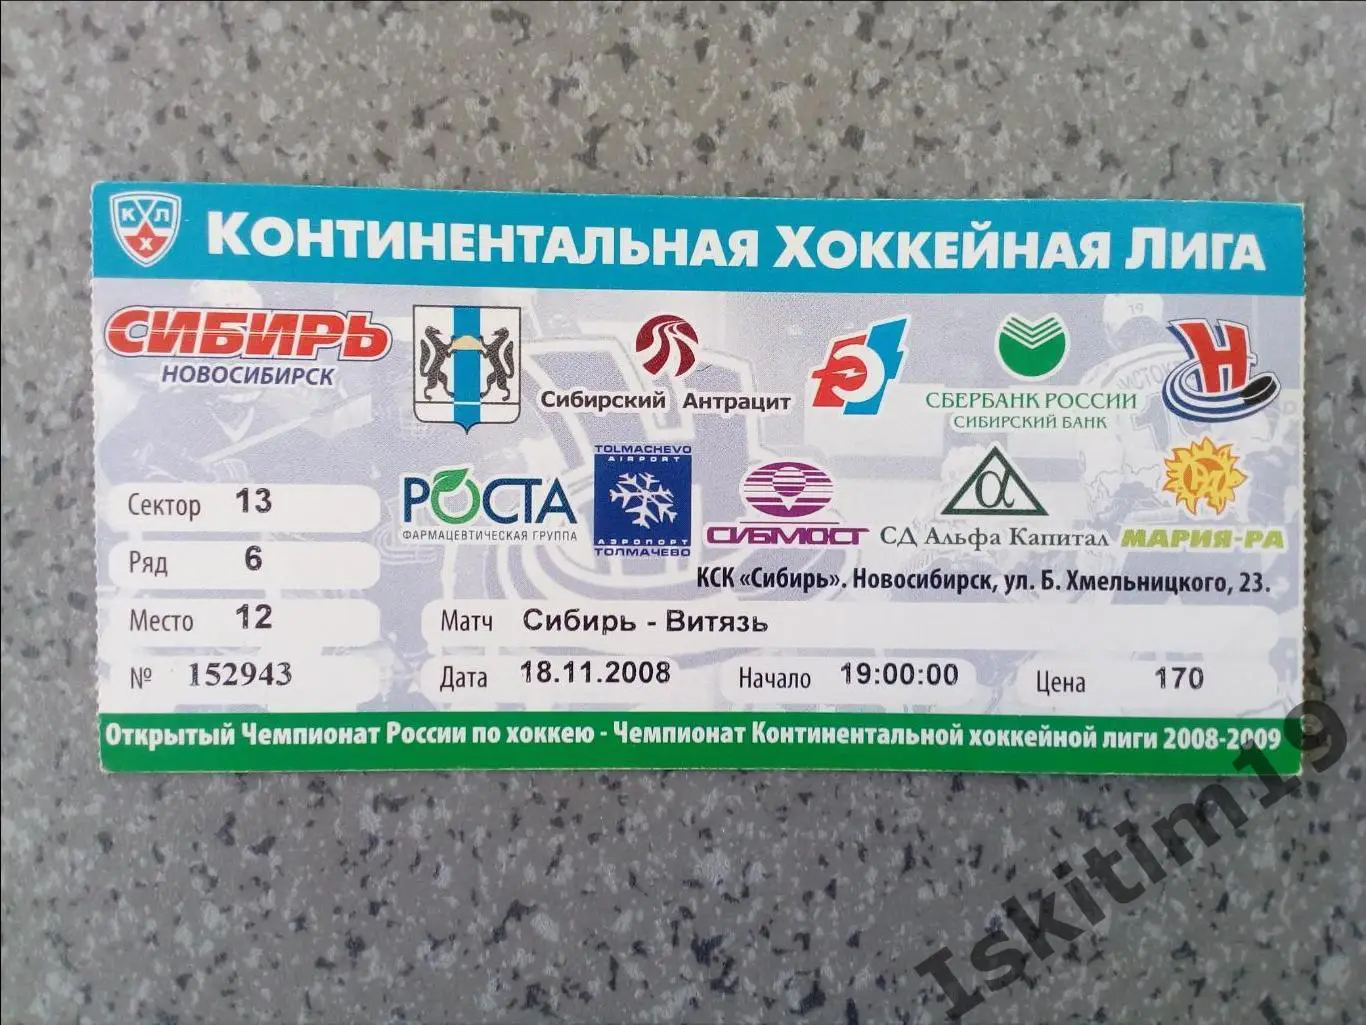 КХЛ
КОНТИНЕНТАЛЬНАЯ ХОККЕЙНАЯ ЛИГА
СИБИРЬ
НОВОСИБИРСК
Сибирский Антрацит
СБЕРБАНК РОССИИ
СИБИРСКИЙ БАНК
Н
РОСТА
ФАРМАЦЕВТИЧЕСКАЯ ГРУППА
TOLMACHEVO
AIRPORT
АЭРОПОРТ
ТОЛМАЧЕВО
СИБМОСТ
α
СД Альфа Капитал
РА
МАРИЯ-РА
КСК «Сибирь». Новосибирск, ул. Б. Хмельницкого, 23.
Сектор 13
Ряд 6
Место 12
Матч Сибирь - Витязь
№ 152943
Дата 18.11.2008 Начало 19:00:00 Цена 170
Открытый Чемпионат России по хоккею - Чемпионат Континентальной хоккейной лиги 2008-2009
Iskitim19